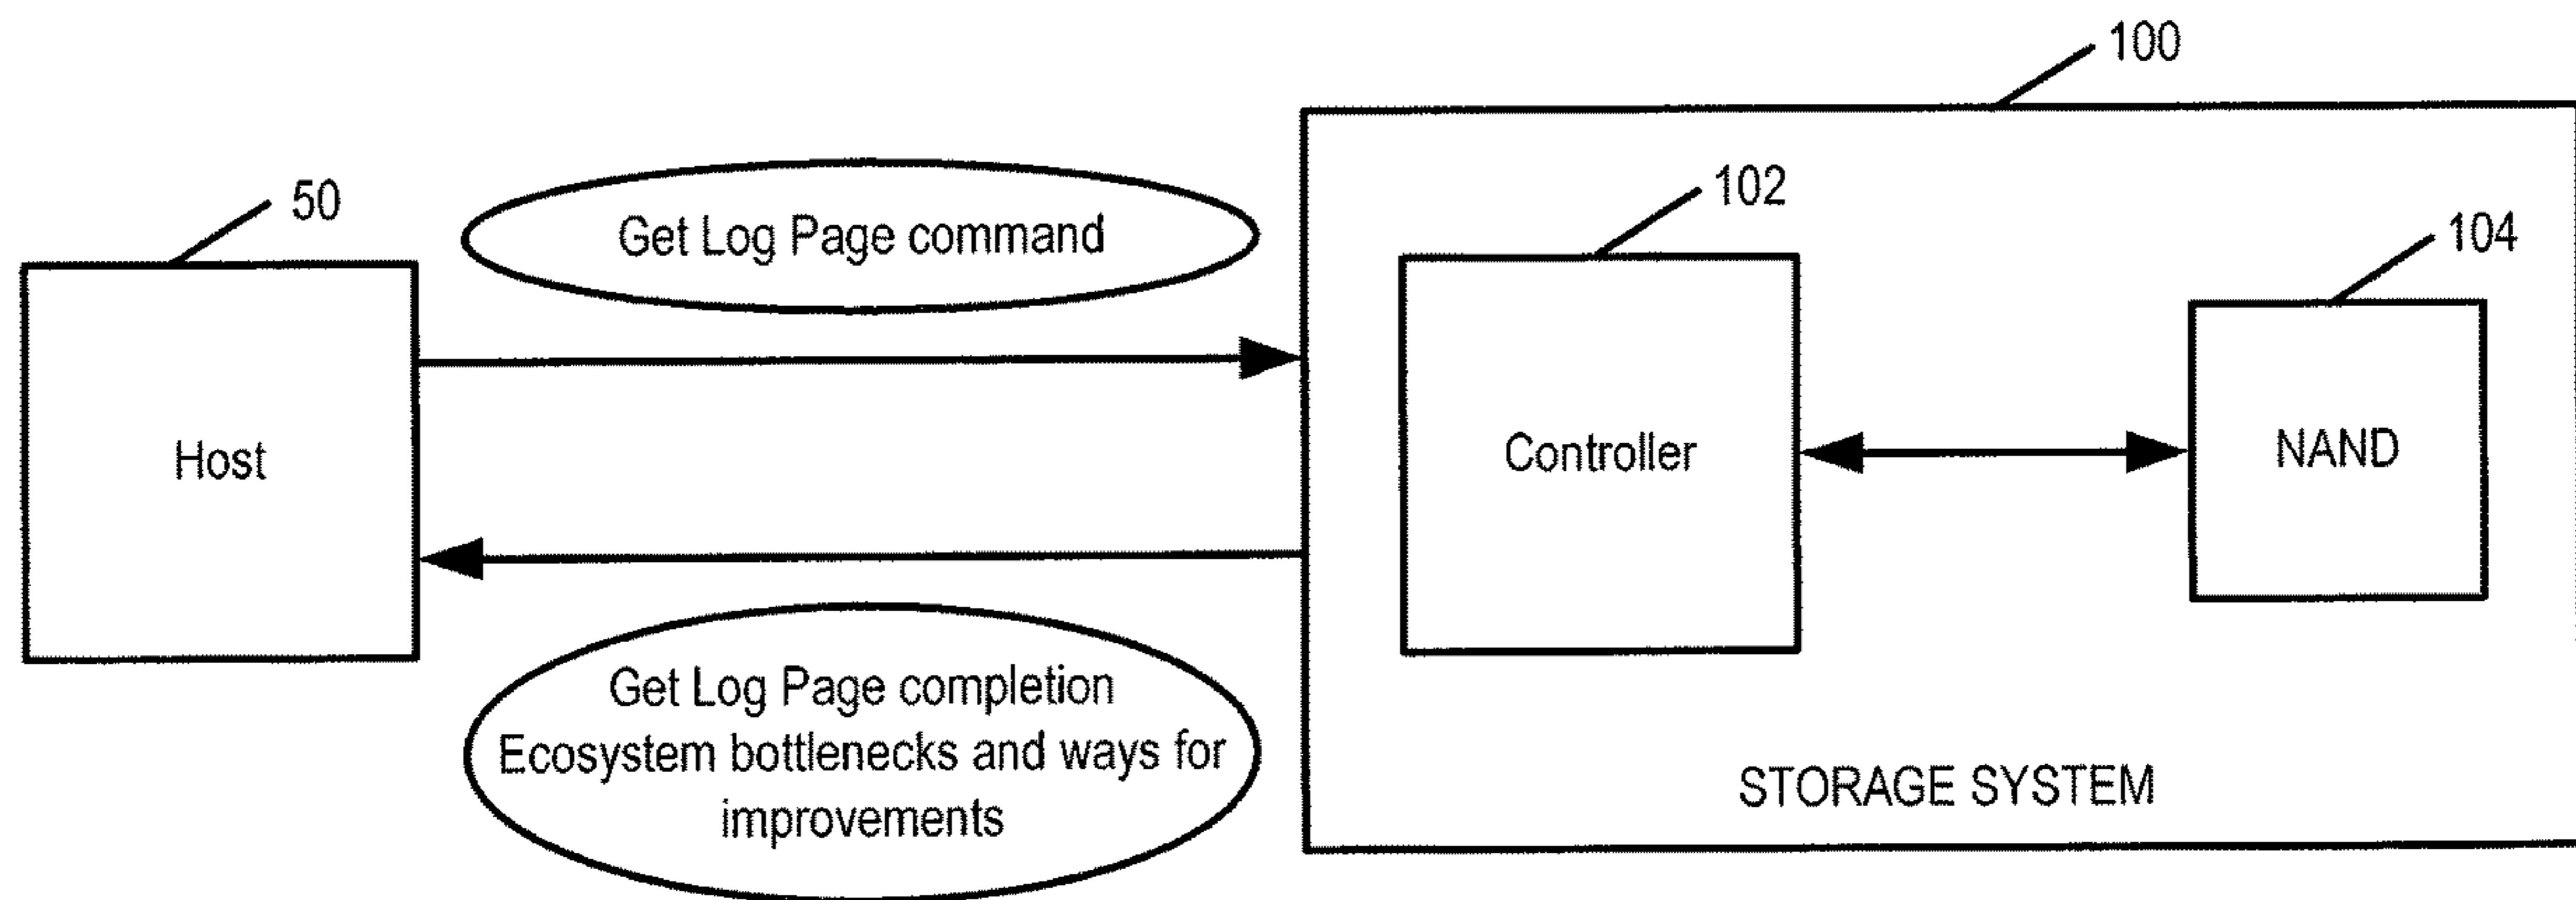 100
50
Get Log Page command
102
104
Host
Controller
NAND
Get Log Page completion
Ecosystem bottlenecks and ways for
improvements
STORAGE SYSTEM